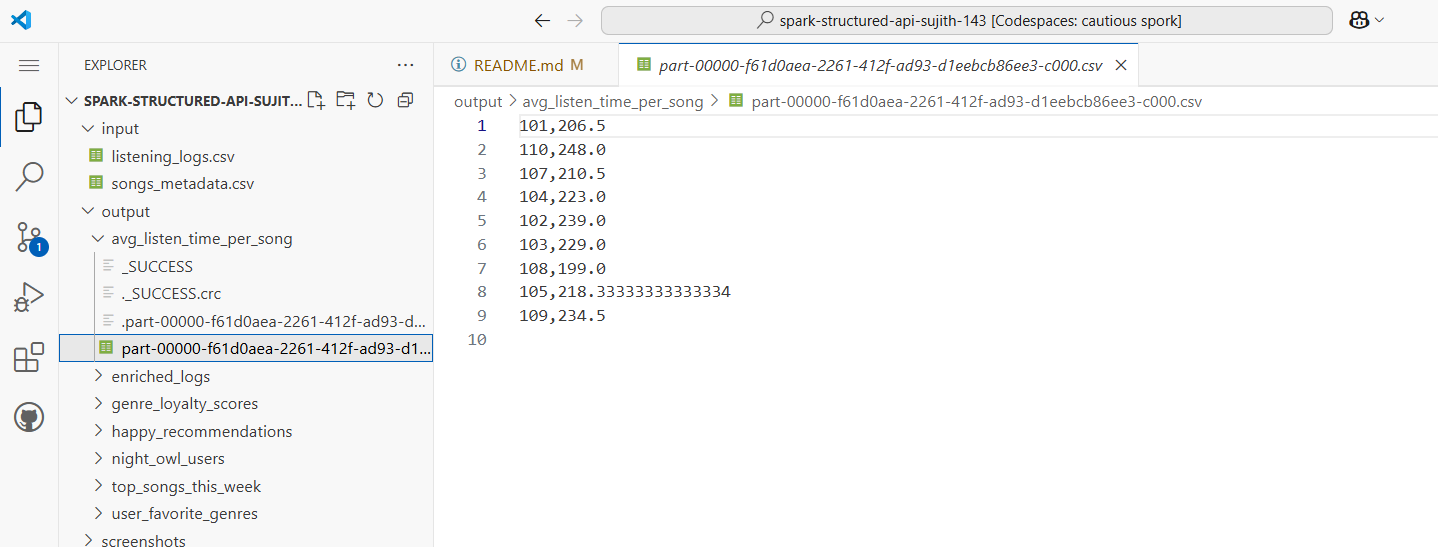 spark-structured-api-sujith-143 [Codespaces: cautious spork]
EXPLORER
SPARK-STRUCTURED-API-SUJIT...
input
listening_logs.csv
songs_metadata.csv
output
avg_listen_time_per_song
_SUCCESS
._SUCCESS.crc
.part-00000-f61d0aea-2261-412f-ad93-d...
part-00000-f61d0aea-2261-412f-ad93-d1...
enriched_logs
genre_loyalty_scores
happy_recommendations
night_owl_users
top_songs_this_week
user_favorite_genres
screenshots
1
README.md M
part-00000-f61d0aea-2261-412f-ad93-d1eebcb86ee3-c000.csv
output > avg_listen_time_per_song > part-00000-f61d0aea-2261-412f-ad93-d1eebcb86ee3-c000.csv
1 101,206.5
2 110,248.0
3 107,210.5
4 104,223.0
5 102,239.0
6 103,229.0
7 108,199.0
8 105,218.33333333333334
9 109,234.5
10